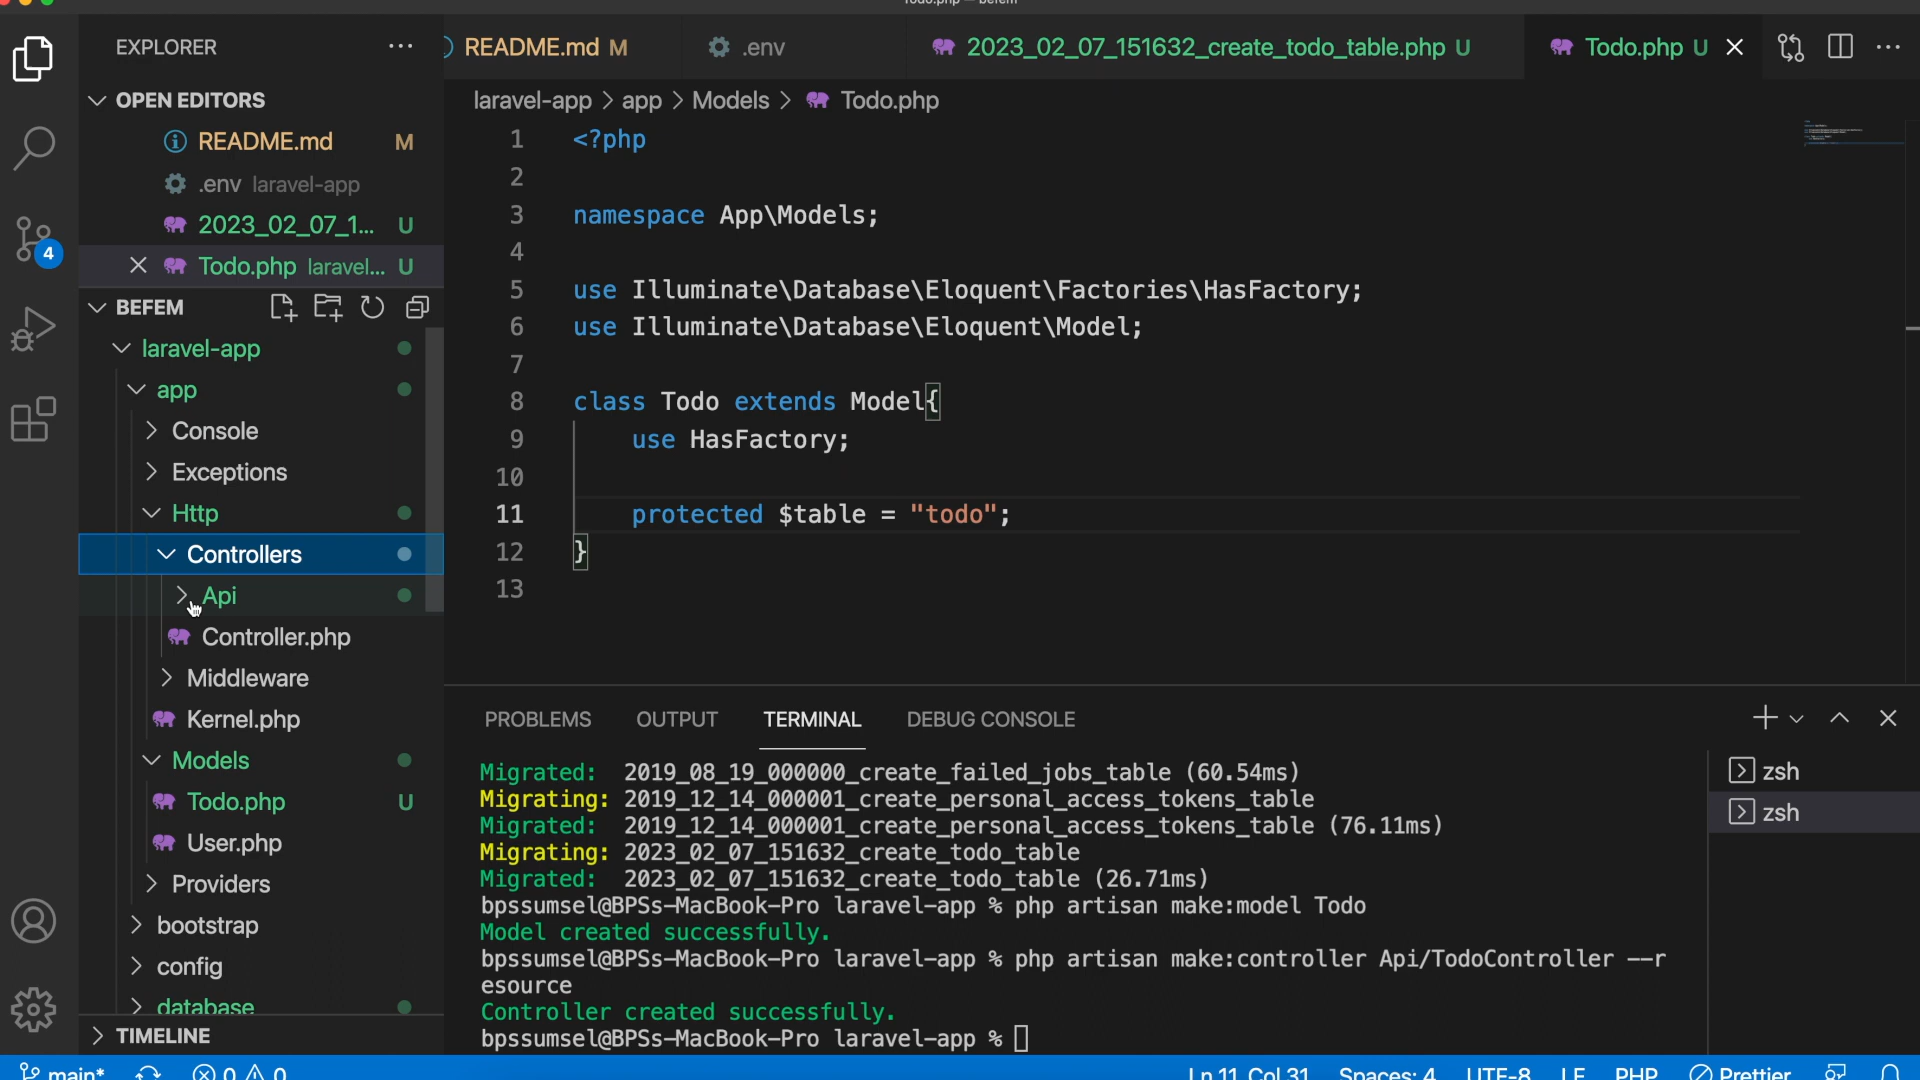 Todo.php — befem
EXPLORER
README.md M
.env
2023_02_07_151632_create_todo_table.php U
Todo.php U
OPEN EDITORS
README.md M
.env laravel-app
2023_02_07_1... U
Todo.php laravel... U
BEFEM
laravel-app
app
Console
Exceptions
Http
Controllers
Api
Controller.php
Middleware
Kernel.php
Models
Todo.php U
User.php
Providers
bootstrap
config
database
TIMELINE
4
laravel-app > app > Models > Todo.php
1 <?php
2
3 namespace App\Models;
4
5 use Illuminate\Database\Eloquent\Factories\HasFactory;
6 use Illuminate\Database\Eloquent\Model;
7
8 class Todo extends Model{
9 use HasFactory;
10
11 protected $table = "todo";
12 }
13
PROBLEMS OUTPUT TERMINAL DEBUG CONSOLE
Migrated: 2019_08_19_000000_create_failed_jobs_table (60.54ms)
Migrating: 2019_12_14_000001_create_personal_access_tokens_table
Migrated: 2019_12_14_000001_create_personal_access_tokens_table (76.11ms)
Migrating: 2023_02_07_151632_create_todo_table
Migrated: 2023_02_07_151632_create_todo_table (26.71ms)
bpssumsel@BPSs-MacBook-Pro laravel-app % php artisan make:model Todo
Model created successfully.
bpssumsel@BPSs-MacBook-Pro laravel-app % php artisan make:controller Api/TodoController --r
esource
Controller created successfully.
bpssumsel@BPSs-MacBook-Pro laravel-app %
zsh
zsh
main* 0 0
Ln 11, Col 31 Spaces: 4 UTF-8 LF PHP Prettier